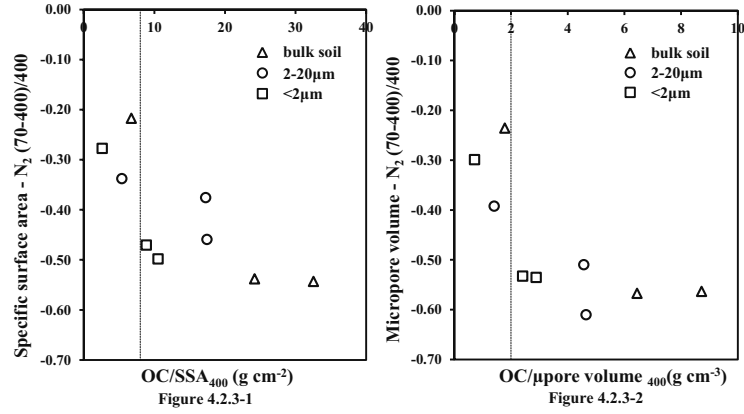 0.00
-0.10
-0.20
-0.30
-0.40
-0.50
-0.60
-0.70
0
10
20
30
40
Specific surface area - N₂ (70-400)/400
bulk soil
2-20µm
<2µm
OC/SSA₄₀₀ (g cm⁻²)
Figure 4.2.3-1
0.00
-0.10
-0.20
-0.30
-0.40
-0.50
-0.60
-0.70
0
2
4
6
8
10
Micropore volume - N₂ (70-400)/400
bulk soil
2-20µm
<2µm
OC/µpore volume ₄₀₀(g cm⁻³)
Figure 4.2.3-2